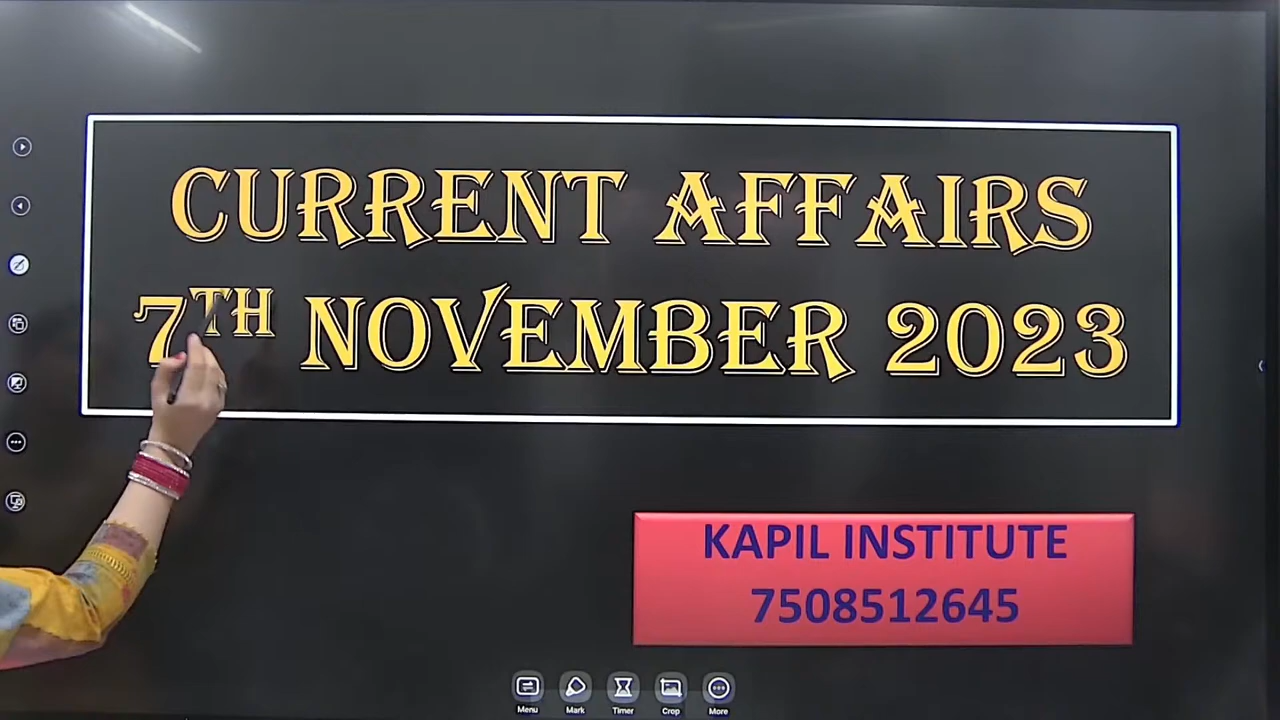 CURRENT AFFAIRS
7TH NOVEMBER 2023
KAPIL INSTITUTE
7508512645
Menu Mark Timer Crop More